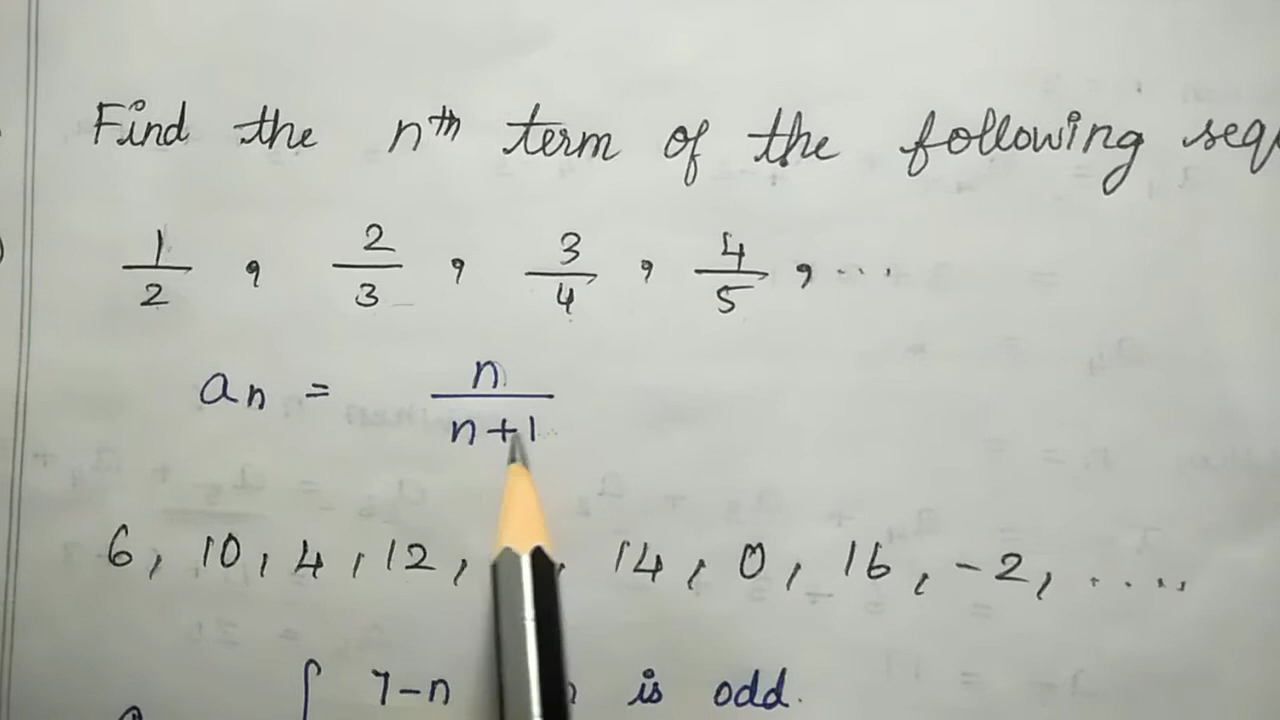 Find the nᵗʰ term of the following seq
1/2 , 2/3 , 3/4 , 4/5 , ...
an = n/(n+1)
6, 10, 4, 12, , 14, 0, 16, -2, ....
7-n is odd.